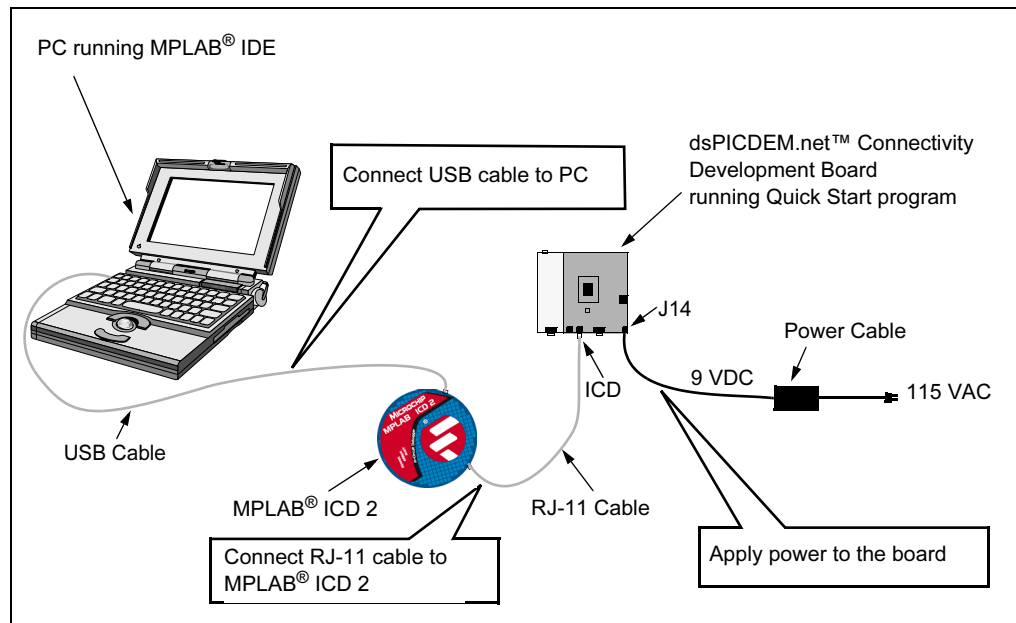 PC running MPLAB® IDE
dsPICDEM.net™ Connectivity
Development Board
running Quick Start program
Connect USB cable to PC
J14
Power Cable
ICD
9 VDC
115 VAC
MICROCHIP
MPLAB ICD 2
USB Cable
MPLAB® ICD 2
RJ-11 Cable
Connect RJ-11 cable to
MPLAB® ICD 2
Apply power to the board